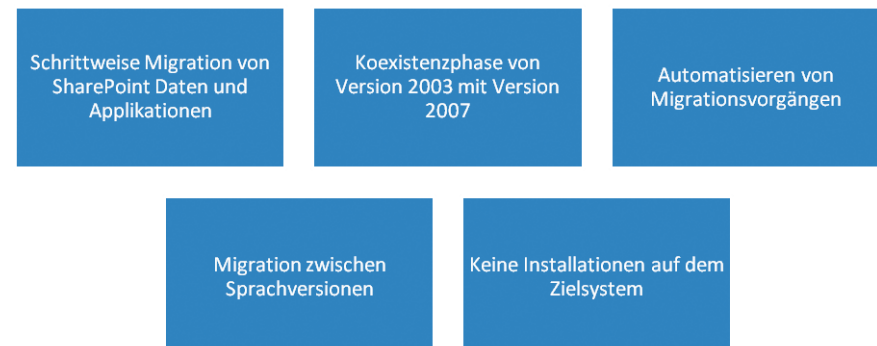 Schrittweise Migration von
SharePoint Daten und
Applikationen
Koexistenzphase von
Version 2003 mit Version
2007
Automatisieren von
Migrationsvorgängen
Migration zwischen
Sprachversionen
Keine Installationen auf dem
Zielsystem